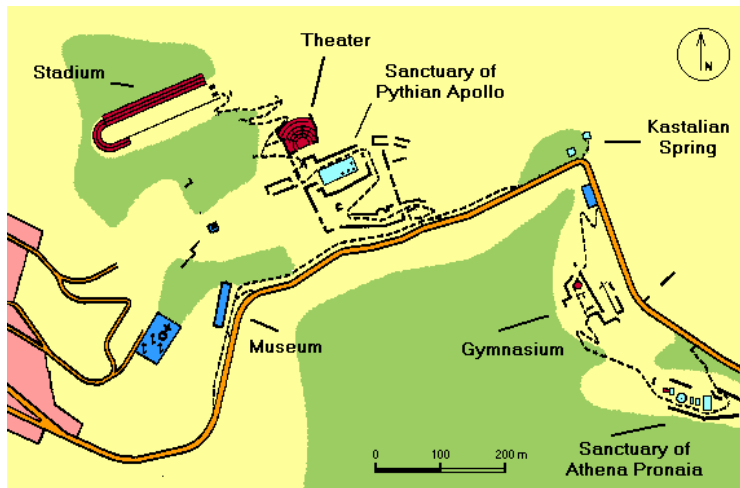 Theater
Stadium
Sanctuary of
Pythian Apollo
N
Kastalian
Spring
Museum
Gymnasium
0 100 200 m
Sanctuary of
Athena Pronaia